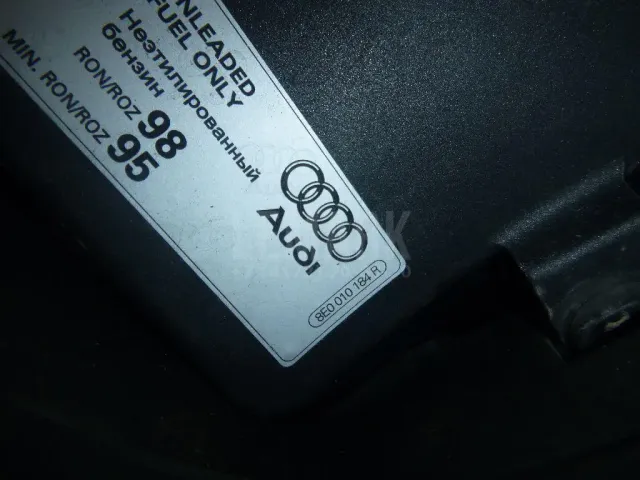 UNLEADED
FUEL ONLY
Неэтилированный
бензин
RON/ROZ 98
MIN. RON/ROZ 95
Audi
8E0 010 184 R